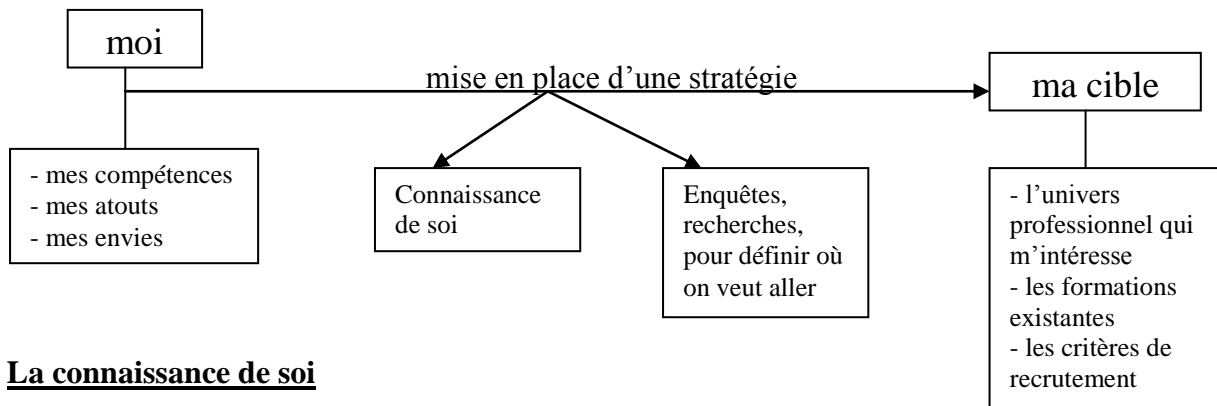 moi
mise en place d’une stratégie
ma cible
- mes compétences
- mes atouts
- mes envies
Connaissance
de soi
Enquêtes,
recherches,
pour définir où
on veut aller
- l’univers
professionnel qui
m’intéresse
- les formations
existantes
- les critères de
recrutement
La connaissance de soi